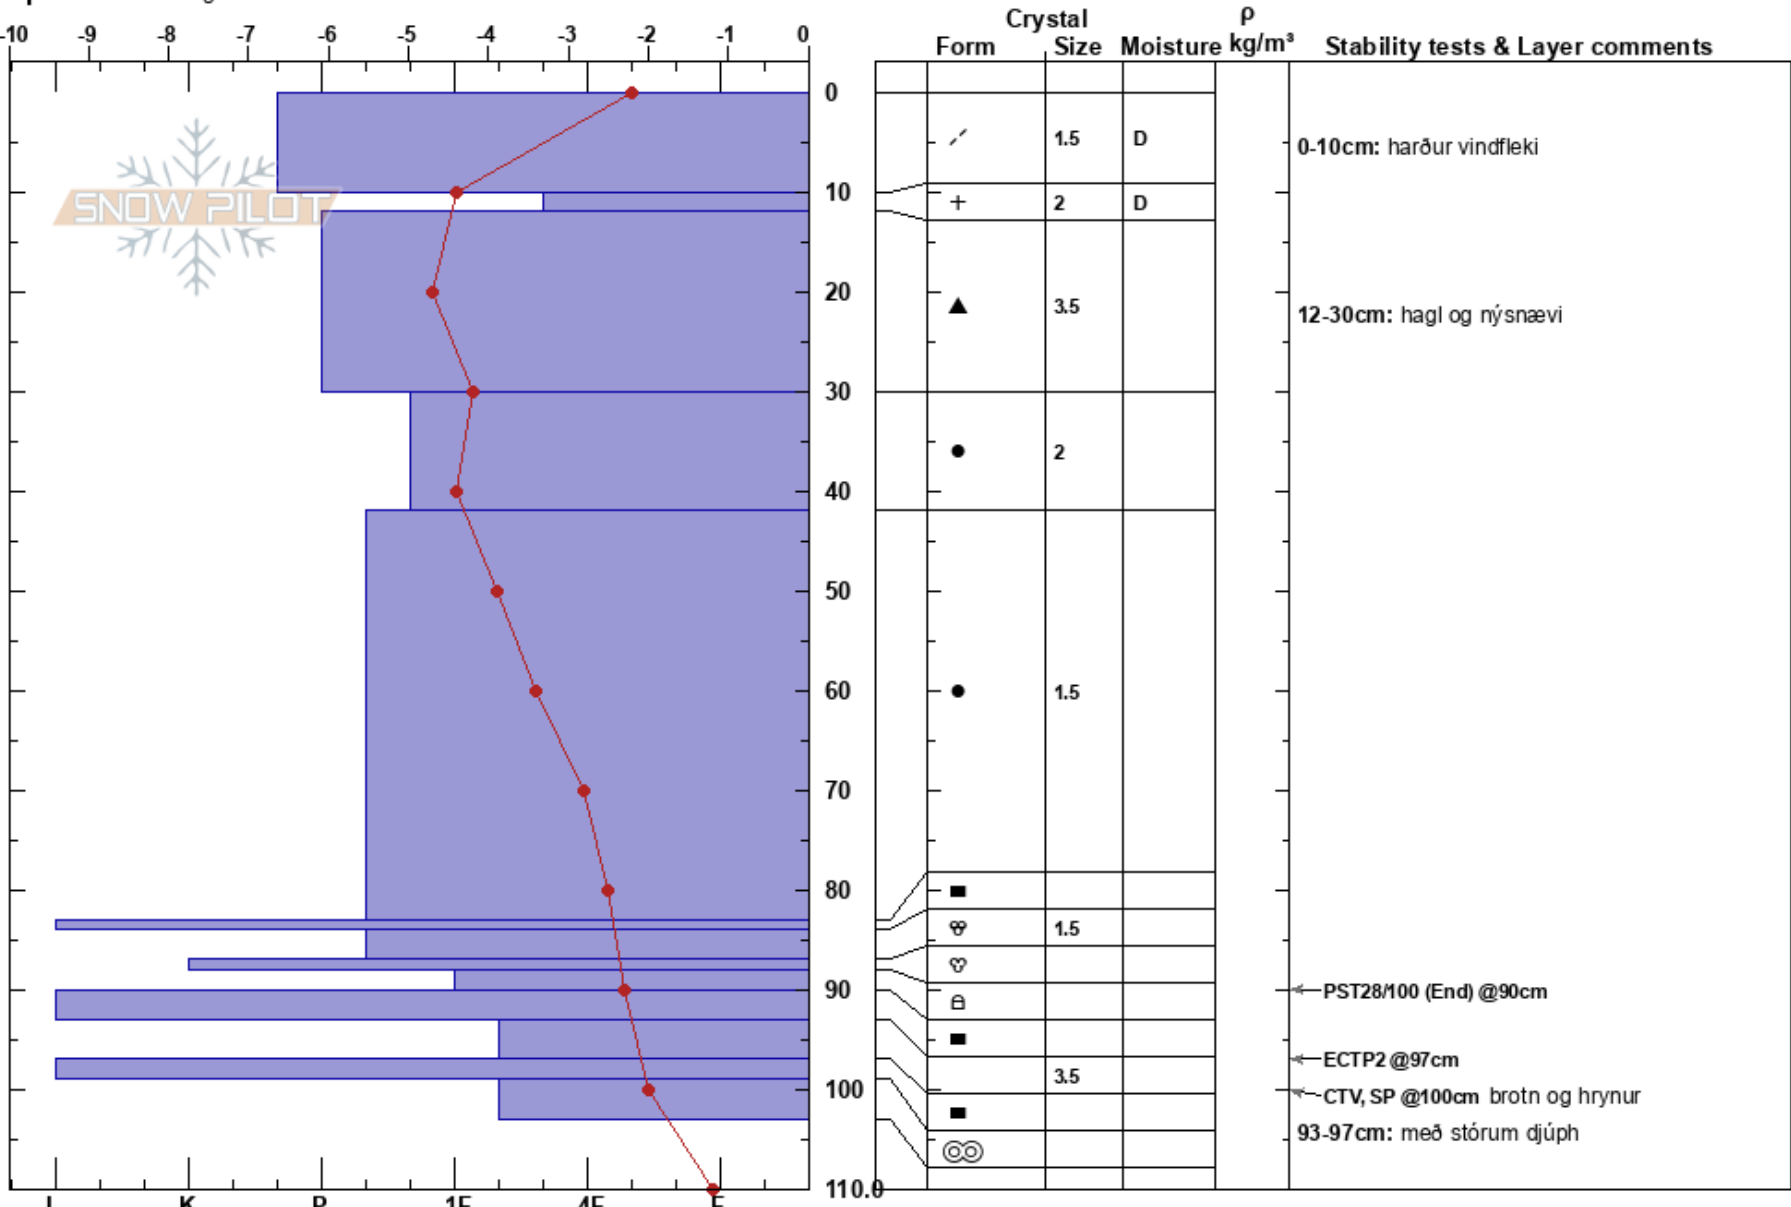 Crystal ρ
-10 -9 -8 -7 -6 -5 -4 -3 -2 -1 0 Form Size Moisture kg/m³ Stability tests & Layer comments
0
1.5 D 0-10cm: harður vindfleki
SNOW PILOT 10 + 2 D
20 3.5 12-30cm: hagl og nýsnævi
30
2
40
50
60 1.5
70
80
1.5
90 PST28/100 (End) @90cm
ECTP2 @97cm
3.5
100 CTV, SP @100cm brotn og hrynur
93-97cm: með stórum djúph
110.0
I K P 1F 4F F